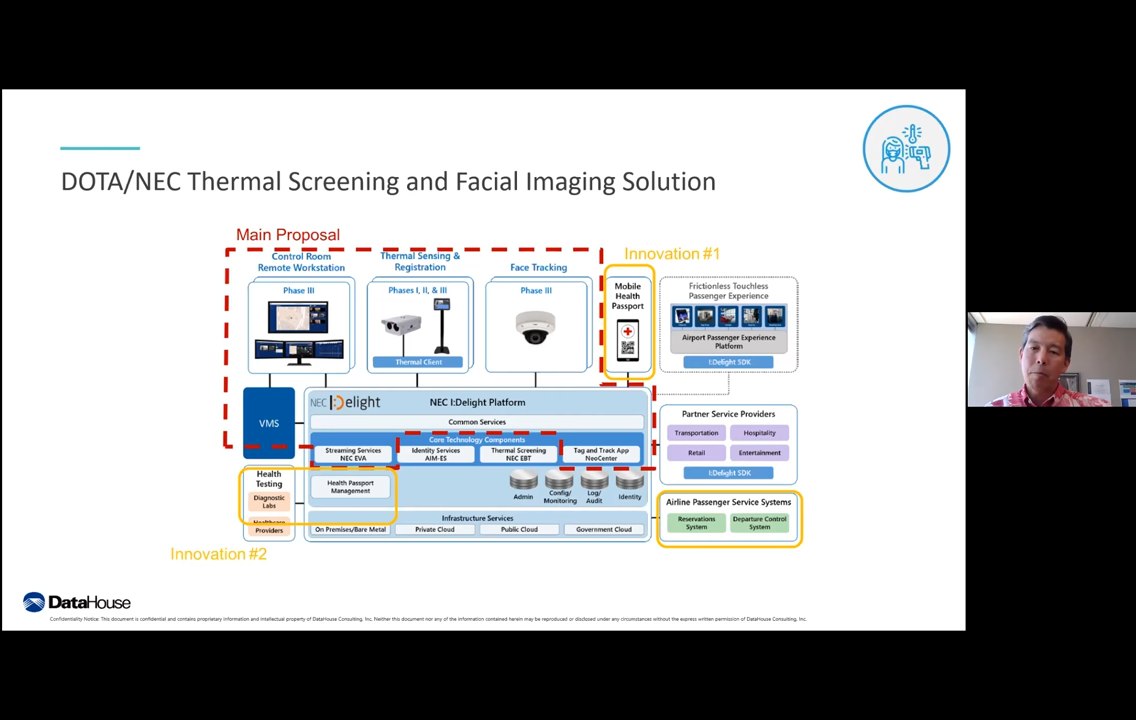 DOTA/NEC Thermal Screening and Facial Imaging Solution
Main Proposal
Innovation #1
Control Room
Remote Workstation
Phase III
Thermal Sensing &
Registration
Phases I, II, & III
Thermal Client
Face Tracking
Phase III
Mobile
Health
Passport
Frictionless Touchless
Passenger Experience
Airport Passenger Experience
Platform
I:Delight SDK
VMS
NEC I:Delight
NEC I:Delight Platform
Common Services
Core Technology Components
Streaming Services
NEC EVA
Identity Services
AIM-ES
Thermal Screening
NEC EBT
Tag and Track App
NeoCenter
Partner Service Providers
Transportation
Hospitality
Retail
Entertainment
I:Delight SDK
Health
Testing
Diagnostic
Labs
Healthcare
Providers
Health Passport
Management
Admin
Config/
Monitoring
Log/
Audit
Identity
Infrastructure Services
On Premises/Bare Metal
Private Cloud
Public Cloud
Government Cloud
Airline Passenger Service Systems
Reservations
System
Departure Control
System
Innovation #2
DataHouse
Confidentiality Notice: This document is confidential and contains proprietary information and intellectual property of DataHouse Consulting, Inc. Neither this document nor any of the information contained herein may be reproduced or disclosed under any circumstances without the express written permission of DataHouse Consulting, Inc.